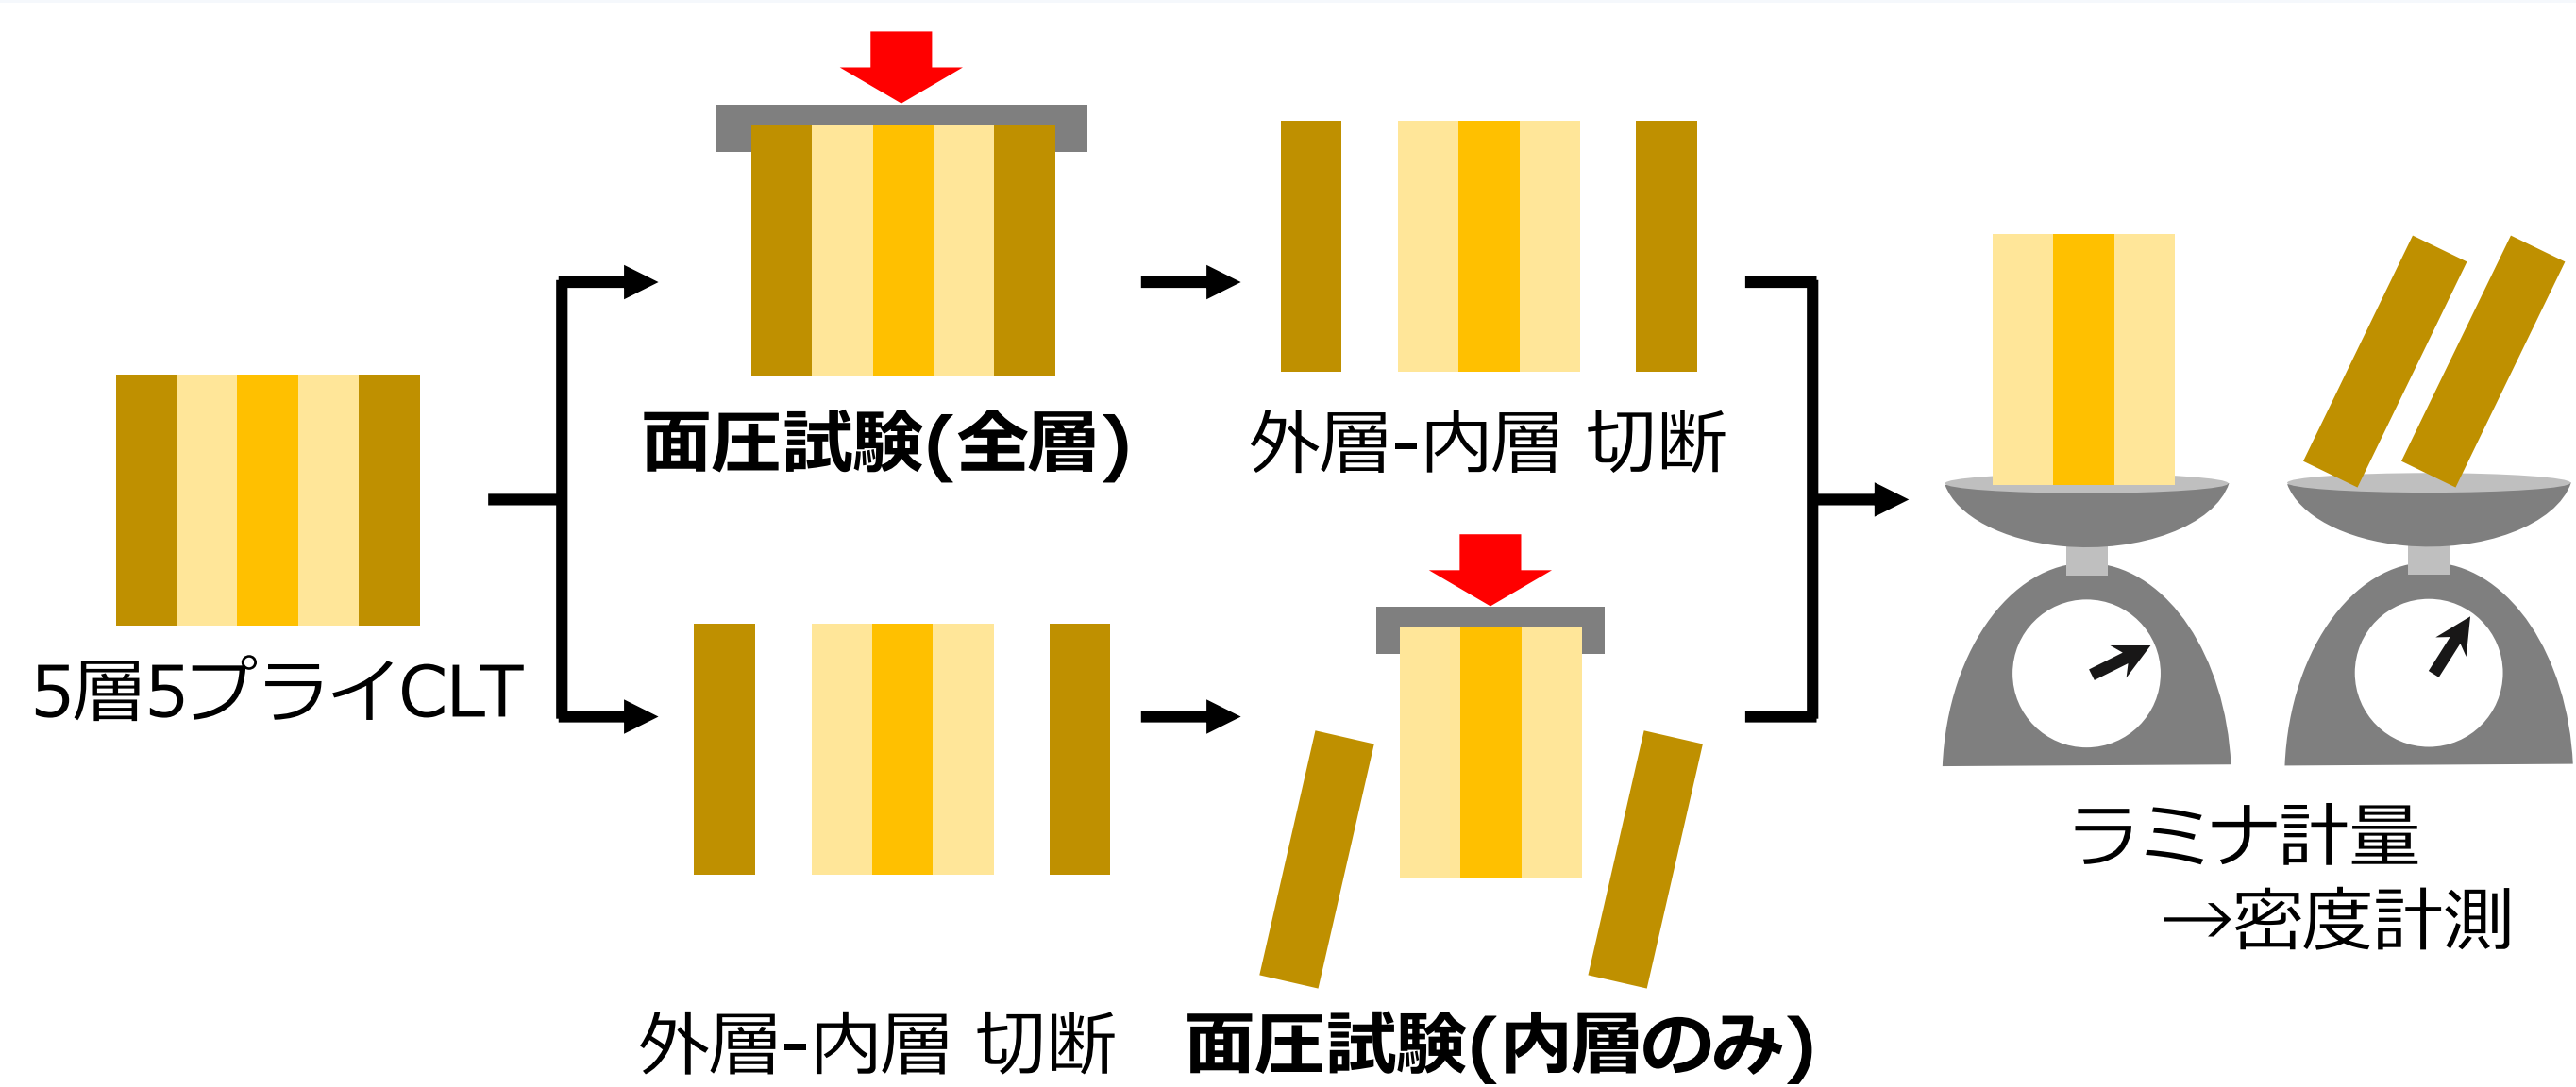 5層5プライCLT
面圧試験(全層)
外層-内層 切断
外層-内層 切断
面圧試験(内層のみ)
ラミナ計量
→密度計測